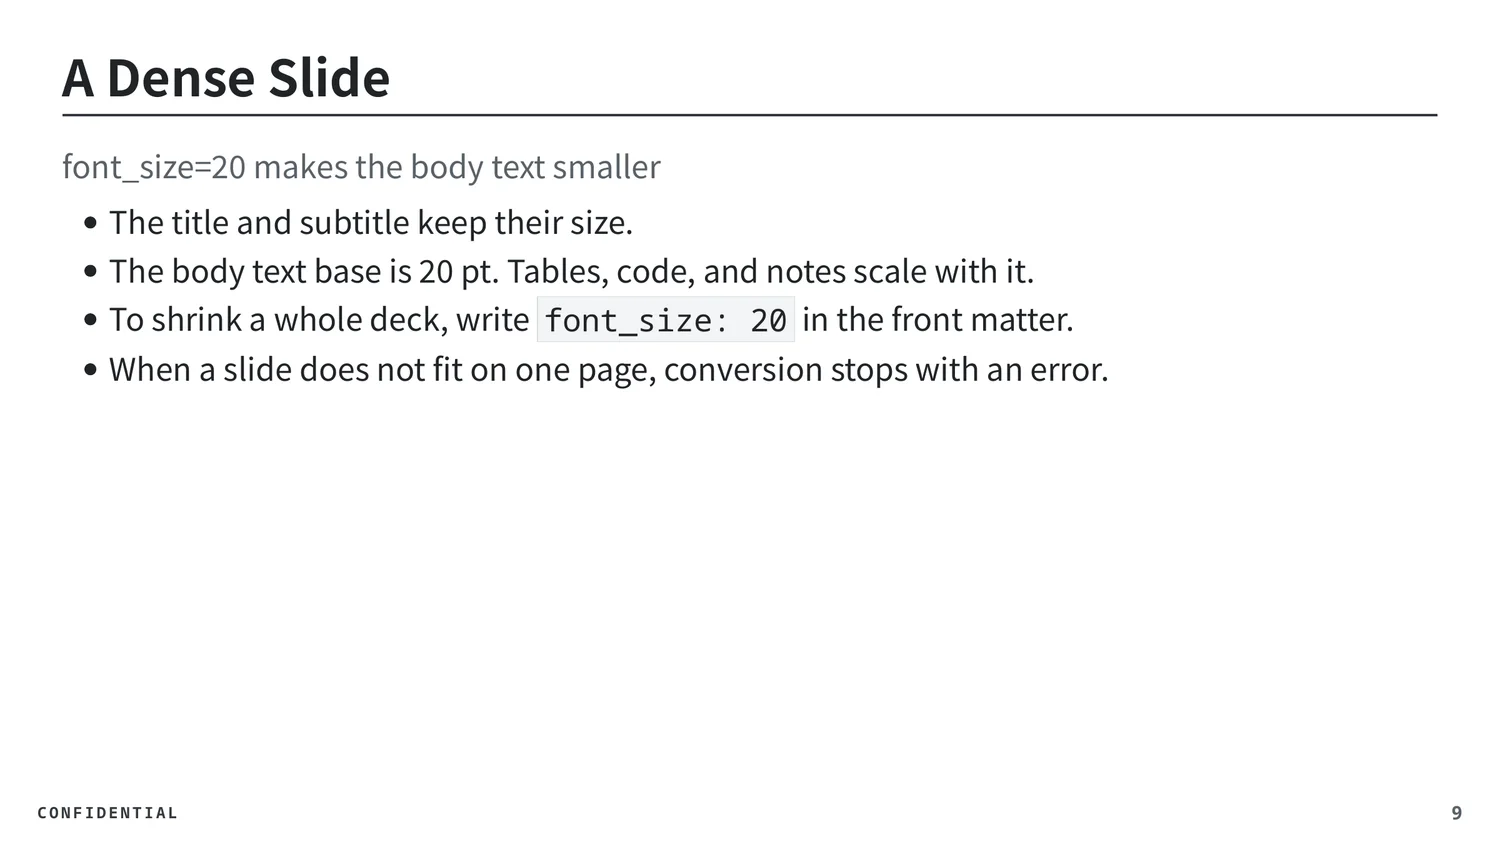 A Dense Slide
font_size=20 makes the body text smaller
• The title and subtitle keep their size.
• The body text base is 20 pt. Tables, code, and notes scale with it.
• To shrink a whole deck, write font_size: 20 in the front matter.
• When a slide does not fit on one page, conversion stops with an error.
CONFIDENTIAL
9